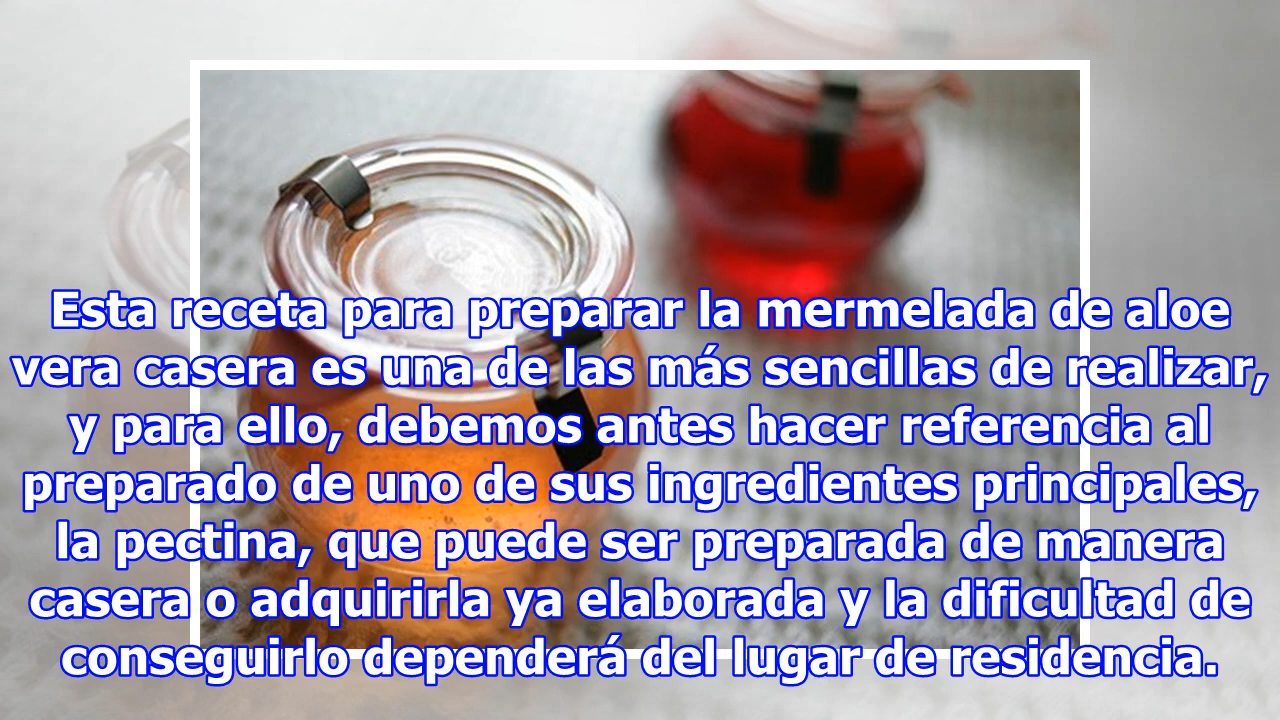 Esta receta para preparar la mermelada de aloe
vera casera es una de las más sencillas de realizar,
y para ello, debemos antes hacer referencia al
preparado de uno de sus ingredientes principales,
la pectina, que puede ser preparada de manera
casera o adquirirla ya elaborada y la dificultad de
conseguirlo dependerá del lugar de residencia.